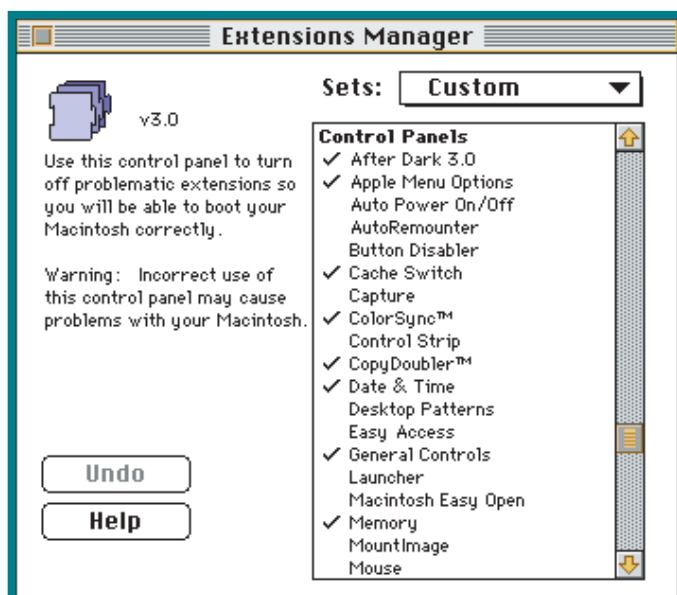 Extensions Manager
Sets: Custom
v3.0
Use this control panel to turn
off problematic extensions so
you will be able to boot your
Macintosh correctly.
Warning: Incorrect use of
this control panel may cause
problems with your Macintosh.
Undo
Help
Control Panels
✓ After Dark 3.0
✓ Apple Menu Options
Auto Power On/Off
AutoRemounter
Button Disabler
✓ Cache Switch
Capture
✓ ColorSync™
Control Strip
✓ CopyDoubler™
✓ Date & Time
Desktop Patterns
Easy Access
✓ General Controls
Launcher
Macintosh Easy Open
✓ Memory
MountImage
Mouse